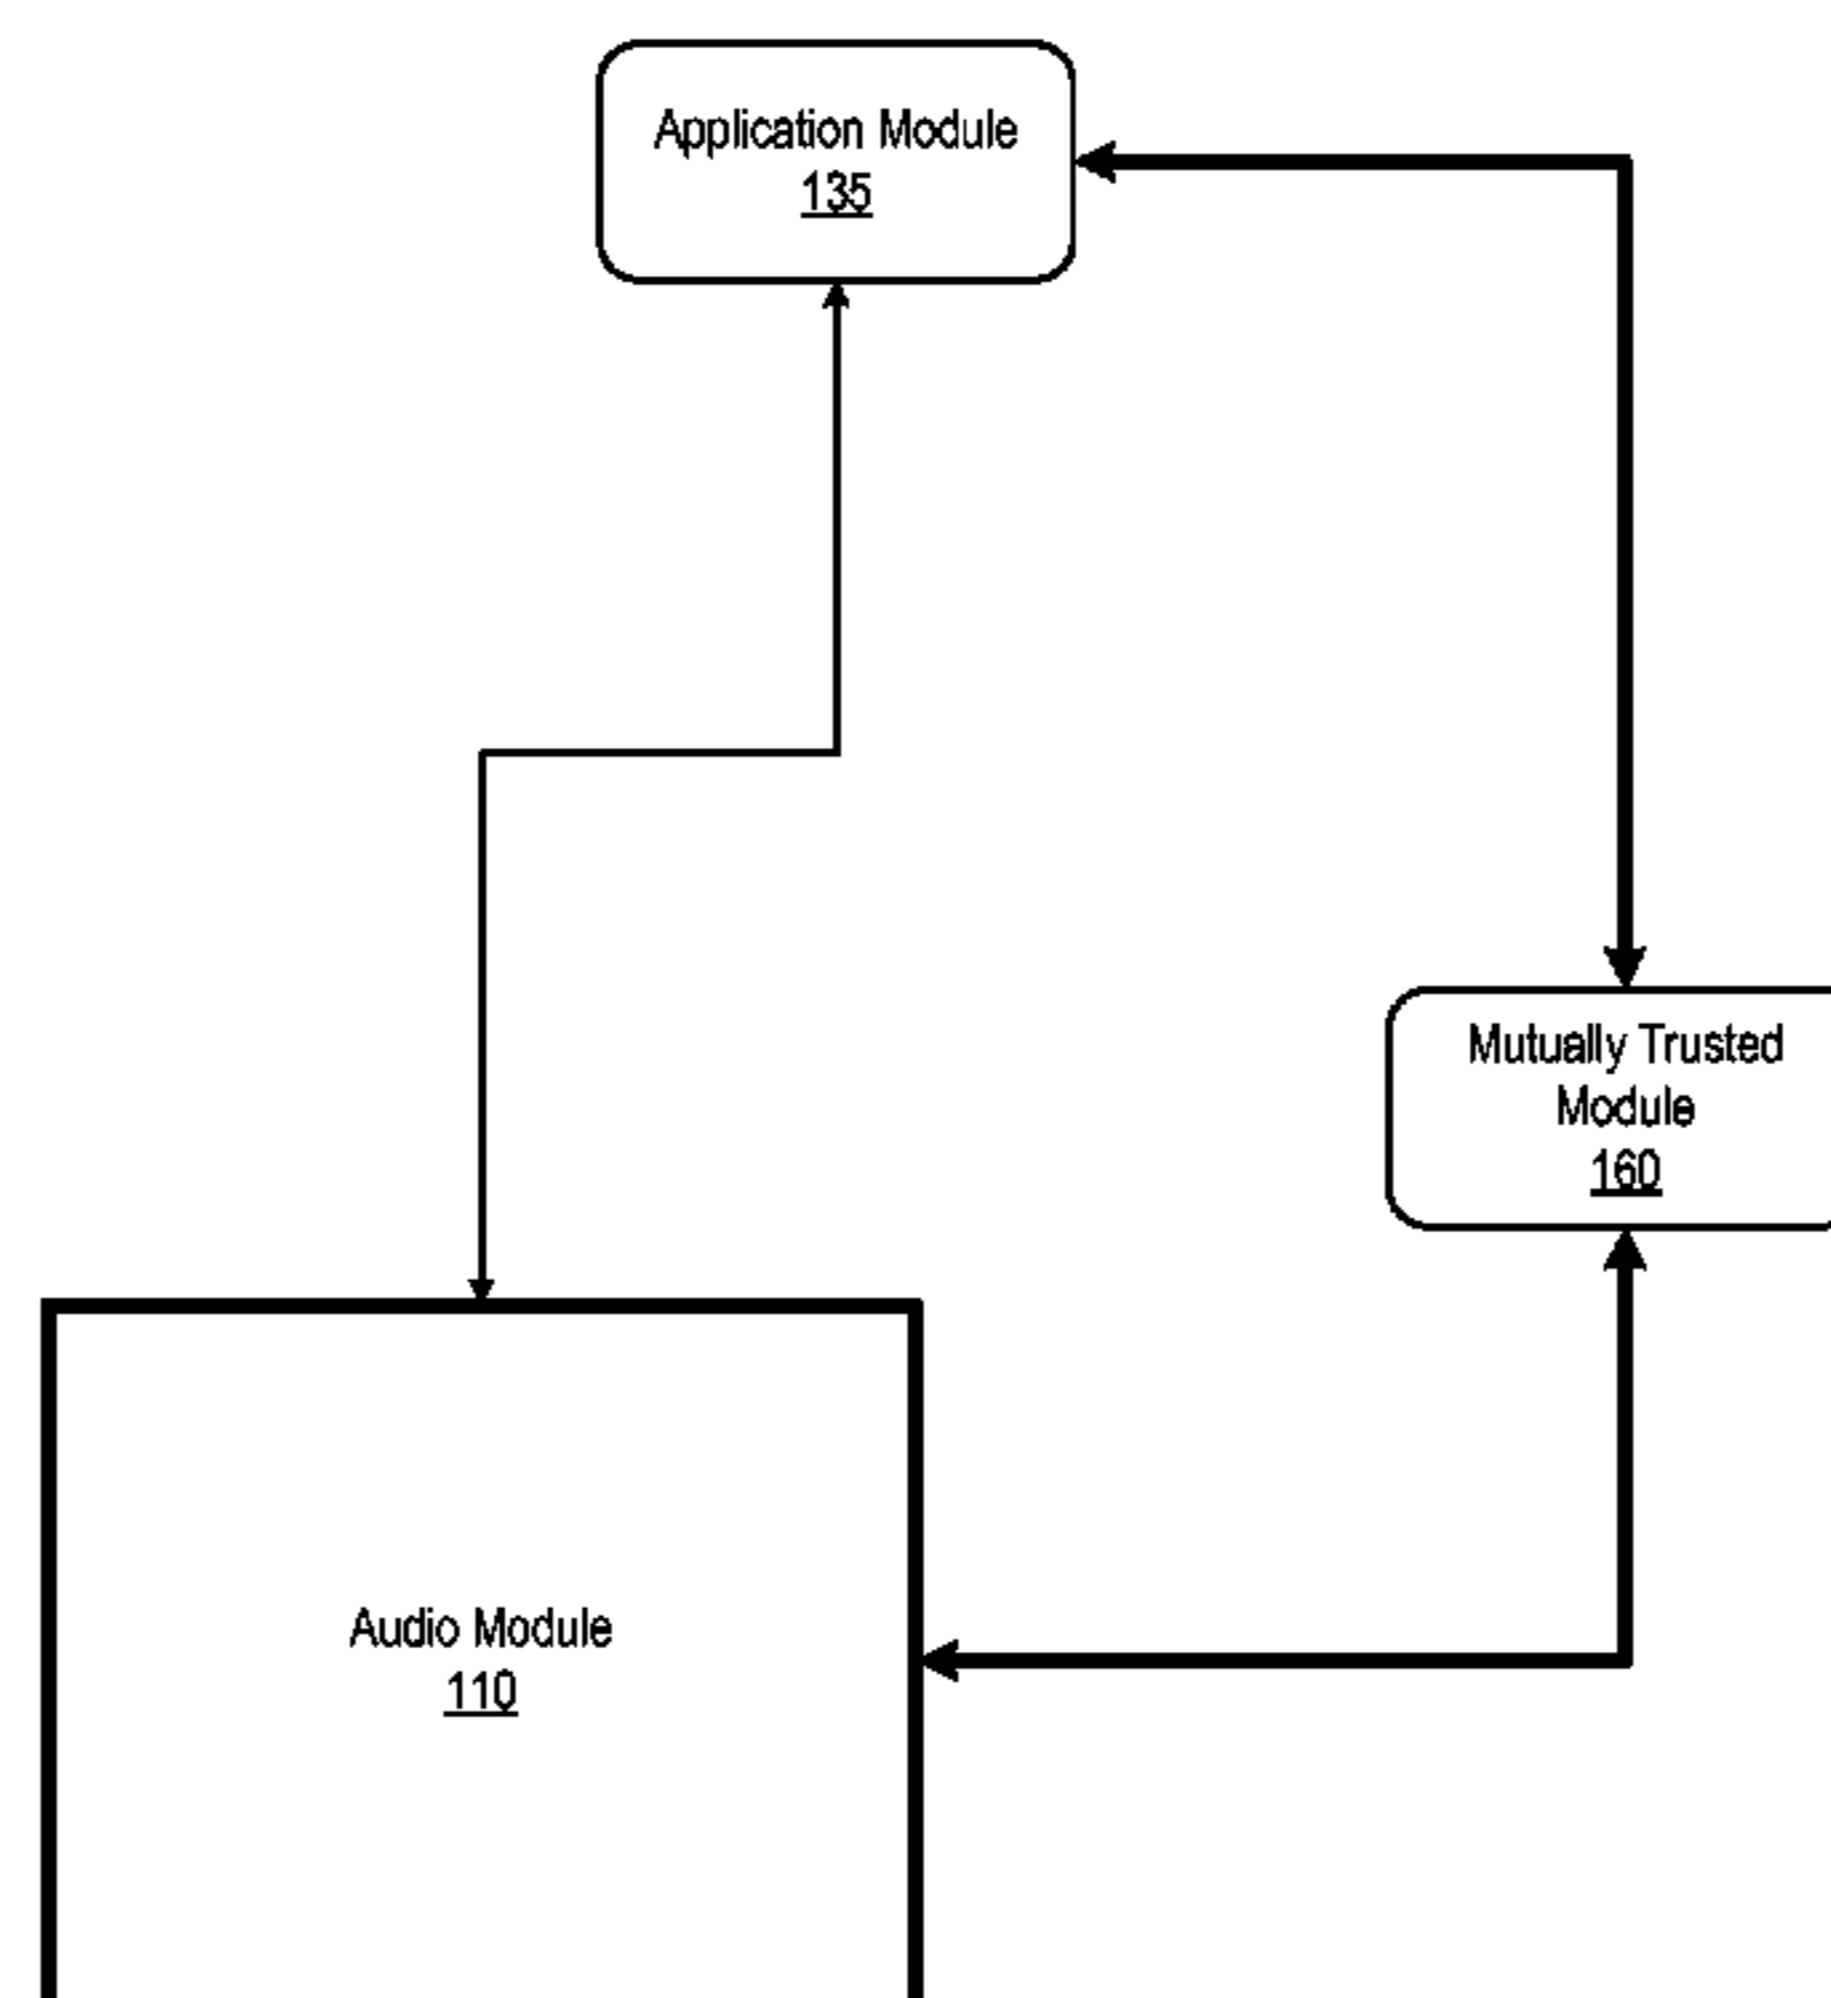 Application Module
135
Mutually Trusted
Module
160
Audio Module
110